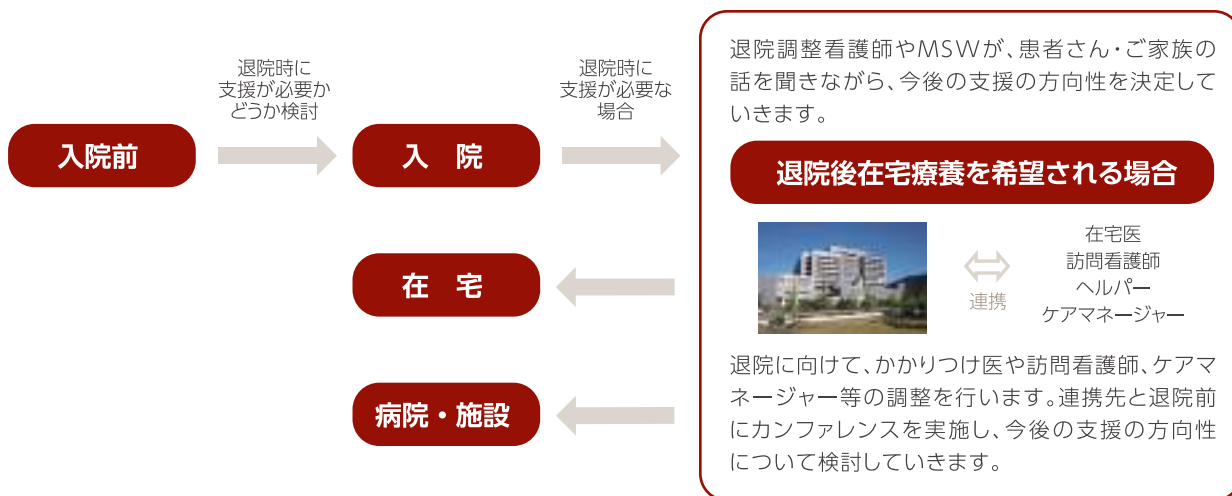 退院時に
支援が必要か
どうか検討
退院時に
支援が必要な
場合
入院前
入　院
在　宅
病院・施設
退院調整看護師やMSWが、患者さん・ご家族の
話を聞きながら、今後の支援の方向性を決定して
いきます。
退院後在宅療養を希望される場合
連携
在宅医
訪問看護師
ヘルパー
ケアマネージャー
退院に向けて、かかりつけ医や訪問看護師、ケアマ
ネージャー等の調整を行います。連携先と退院前
にカンファレンスを実施し、今後の支援の方向性
について検討していきます。